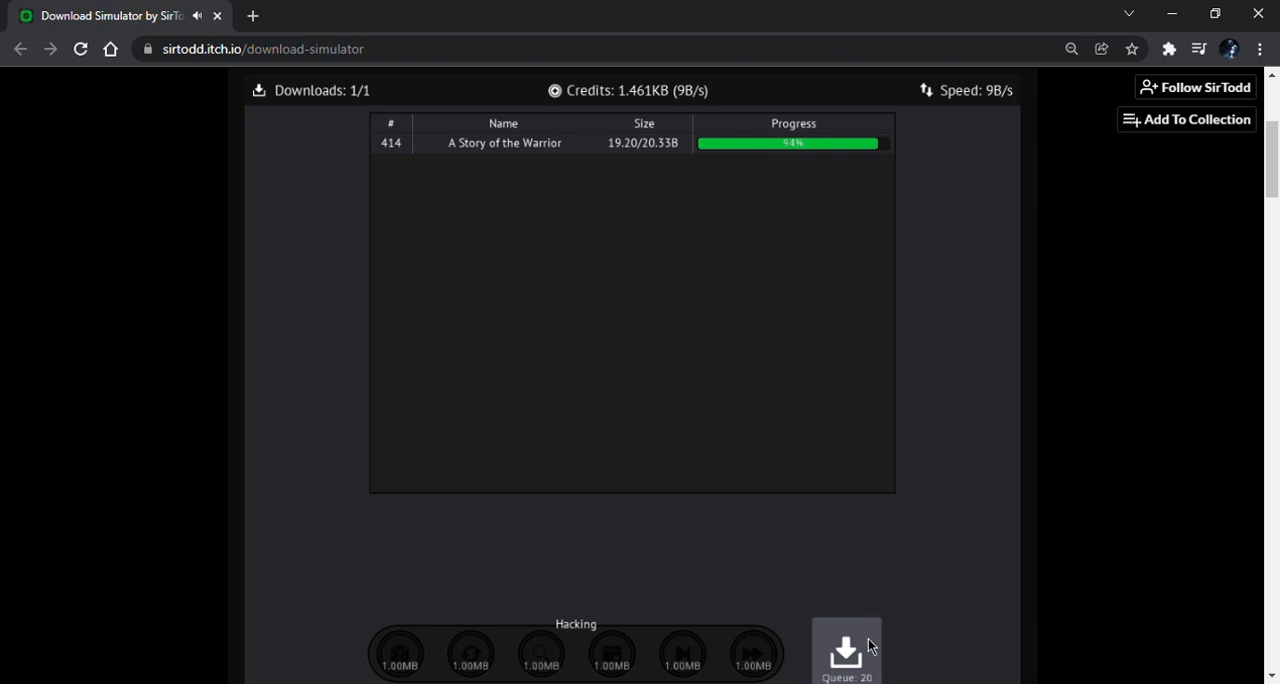 Download Simulator by SirTo
sirtodd.itch.io/download-simulator
Downloads: 1/1
Credits: 1.461KB (9B/s)
Speed: 9B/s
Follow SirTodd
Add To Collection
# Name Size Progress
414 A Story of the Warrior 19.20/20.33B 94%
Hacking
1.00MB 1.00MB 1.00MB 1.00MB 1.00MB 1.00MB
Queue: 20